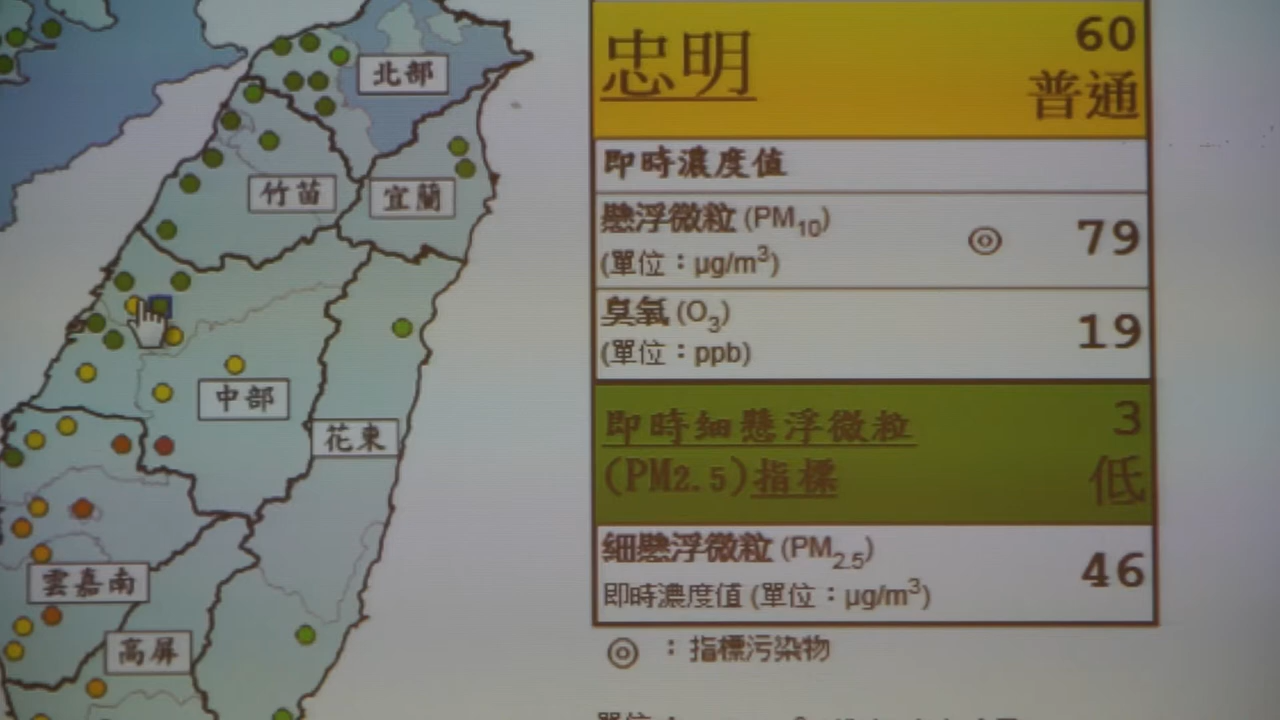 北部
竹苗
宜蘭
中部
花東
雲嘉南
高屏
忠明
60
普通
即時濃度值
懸浮微粒 (PM10)
(單位：μg/m3)
79
臭氧 (O3)
(單位：ppb)
19
即時細懸浮微粒
(PM2.5)指標
3
低
細懸浮微粒 (PM2.5)
即時濃度值 (單位：μg/m3)
46
◎ ：指標污染物